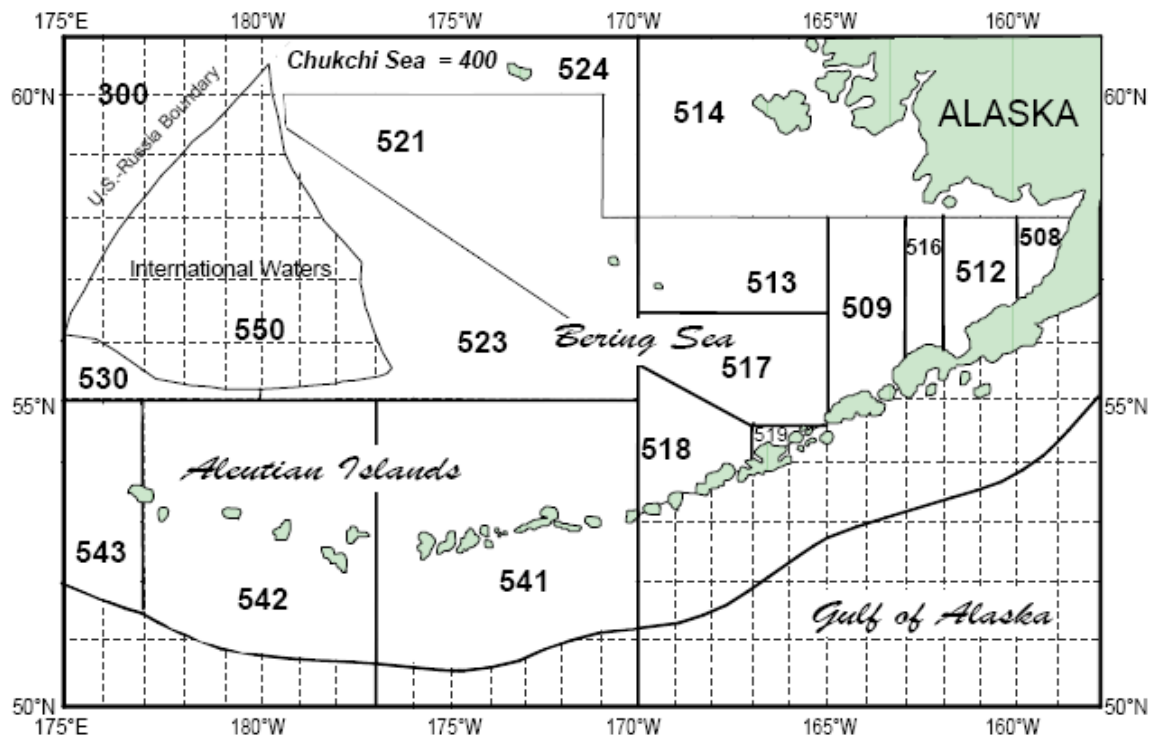 175°E 180°W 175°W 170°W 165°W 160°W
Chukchi Sea = 400
524
60°N
300
60°N
514
ALASKA
521
U.S.-Russia Boundary
508
516
International Waters
512
513
509
550
523
Bering Sea
517
530
55°N
55°N
519
518
Aleutian Islands
543
542
541
Gulf of Alaska
50°N
50°N
175°E 180°W 175°W 170°W 165°W 160°W